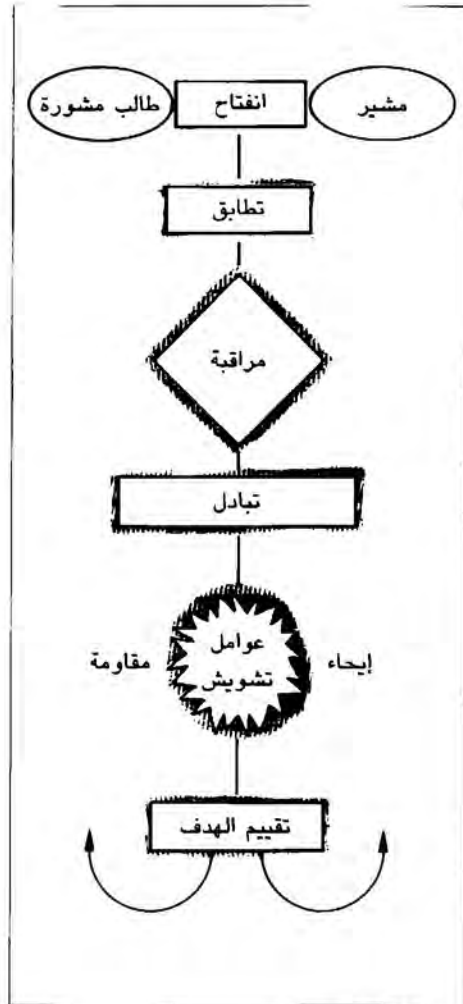 مشير
انفتاح
طالب مشورة
تطابق
مراقبة
تبادل
إيحاء
عوامل
تشويش
مقاومة
تقييم الهدف